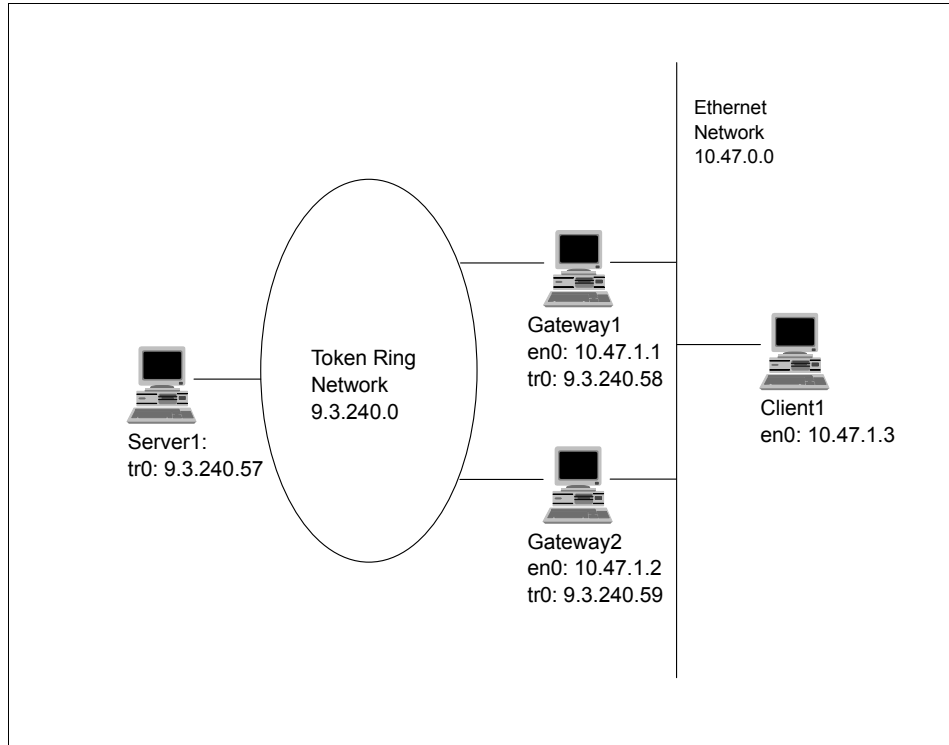 Ethernet
Network
10.47.0.0
Gateway1
en0: 10.47.1.1
tr0: 9.3.240.58
Token Ring
Network
9.3.240.0
Client1
en0: 10.47.1.3
Server1:
tr0: 9.3.240.57
Gateway2
en0: 10.47.1.2
tr0: 9.3.240.59